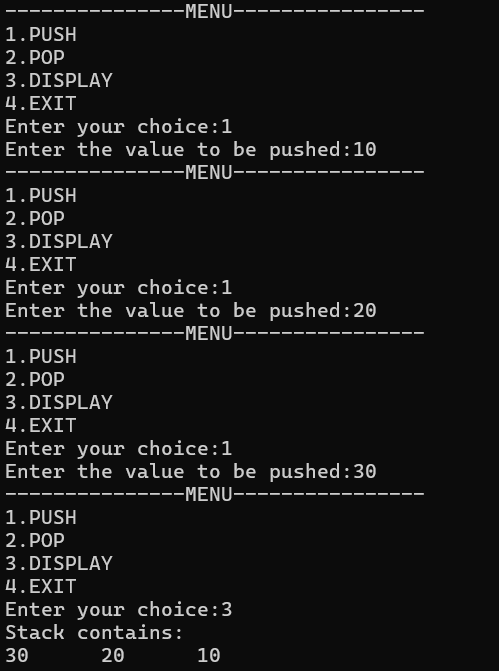 ---------------MENU----------------
1.PUSH
2.POP
3.DISPLAY
4.EXIT
Enter your choice:1
Enter the value to be pushed:10
---------------MENU----------------
1.PUSH
2.POP
3.DISPLAY
4.EXIT
Enter your choice:1
Enter the value to be pushed:20
---------------MENU----------------
1.PUSH
2.POP
3.DISPLAY
4.EXIT
Enter your choice:1
Enter the value to be pushed:30
---------------MENU----------------
1.PUSH
2.POP
3.DISPLAY
4.EXIT
Enter your choice:3
Stack contains:
30      20      10